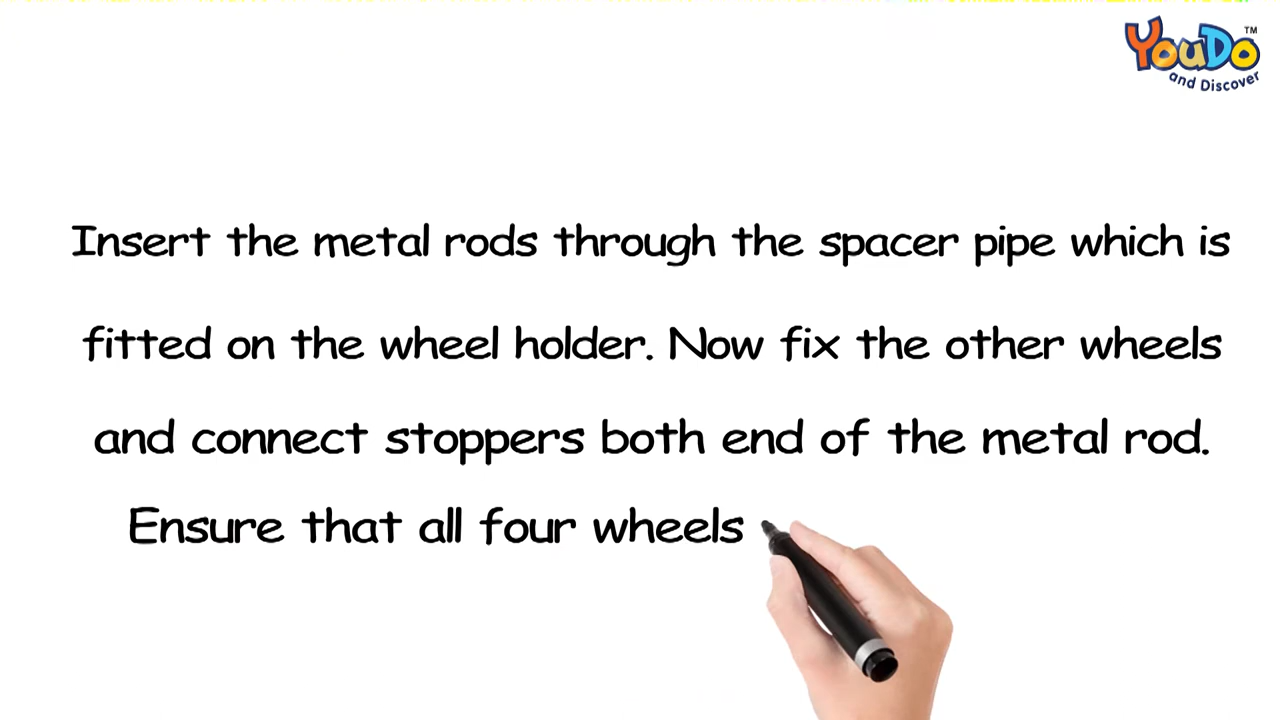 YouDo TM
and Discover
Insert the metal rods through the spacer pipe which is
fitted on the wheel holder. Now fix the other wheels
and connect stoppers both end of the metal rod.
Ensure that all four wheels